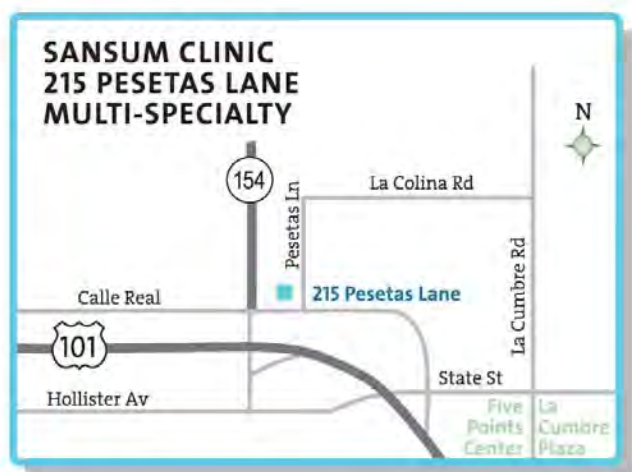 SANSUM CLINIC
215 PESETAS LANE
MULTI-SPECIALTY
N
154
La Colina Rd
Pesetas Ln
La Cumbre Rd
215 Pesetas Lane
Calle Real
101
State St
Hollister Av
Five
Points
Center
La
Cumbre
Plaza